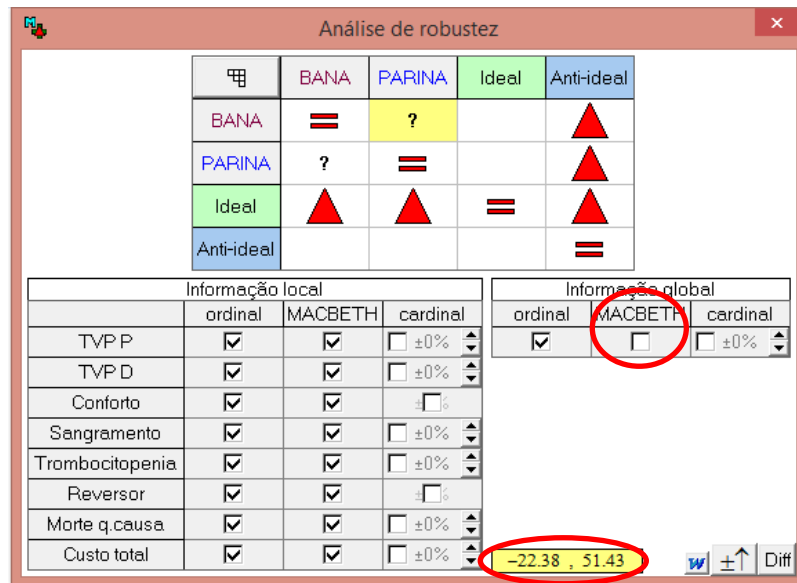 Análise de robustez
BANA PARINA Ideal Anti-ideal
BANA = ?
PARINA ? =
Ideal =
Anti-ideal =
Informação local
ordinal MACBETH cardinal
TVP P ±0%
TVP D ±0%
Conforto
Sangramento ±0%
Trombocitopenia ±0%
Reversor
Morte q.causa ±0%
Custo total ±0%
Informação global
ordinal MACBETH cardinal
±0%
−22.38 , 51.43 w ±↑ Diff